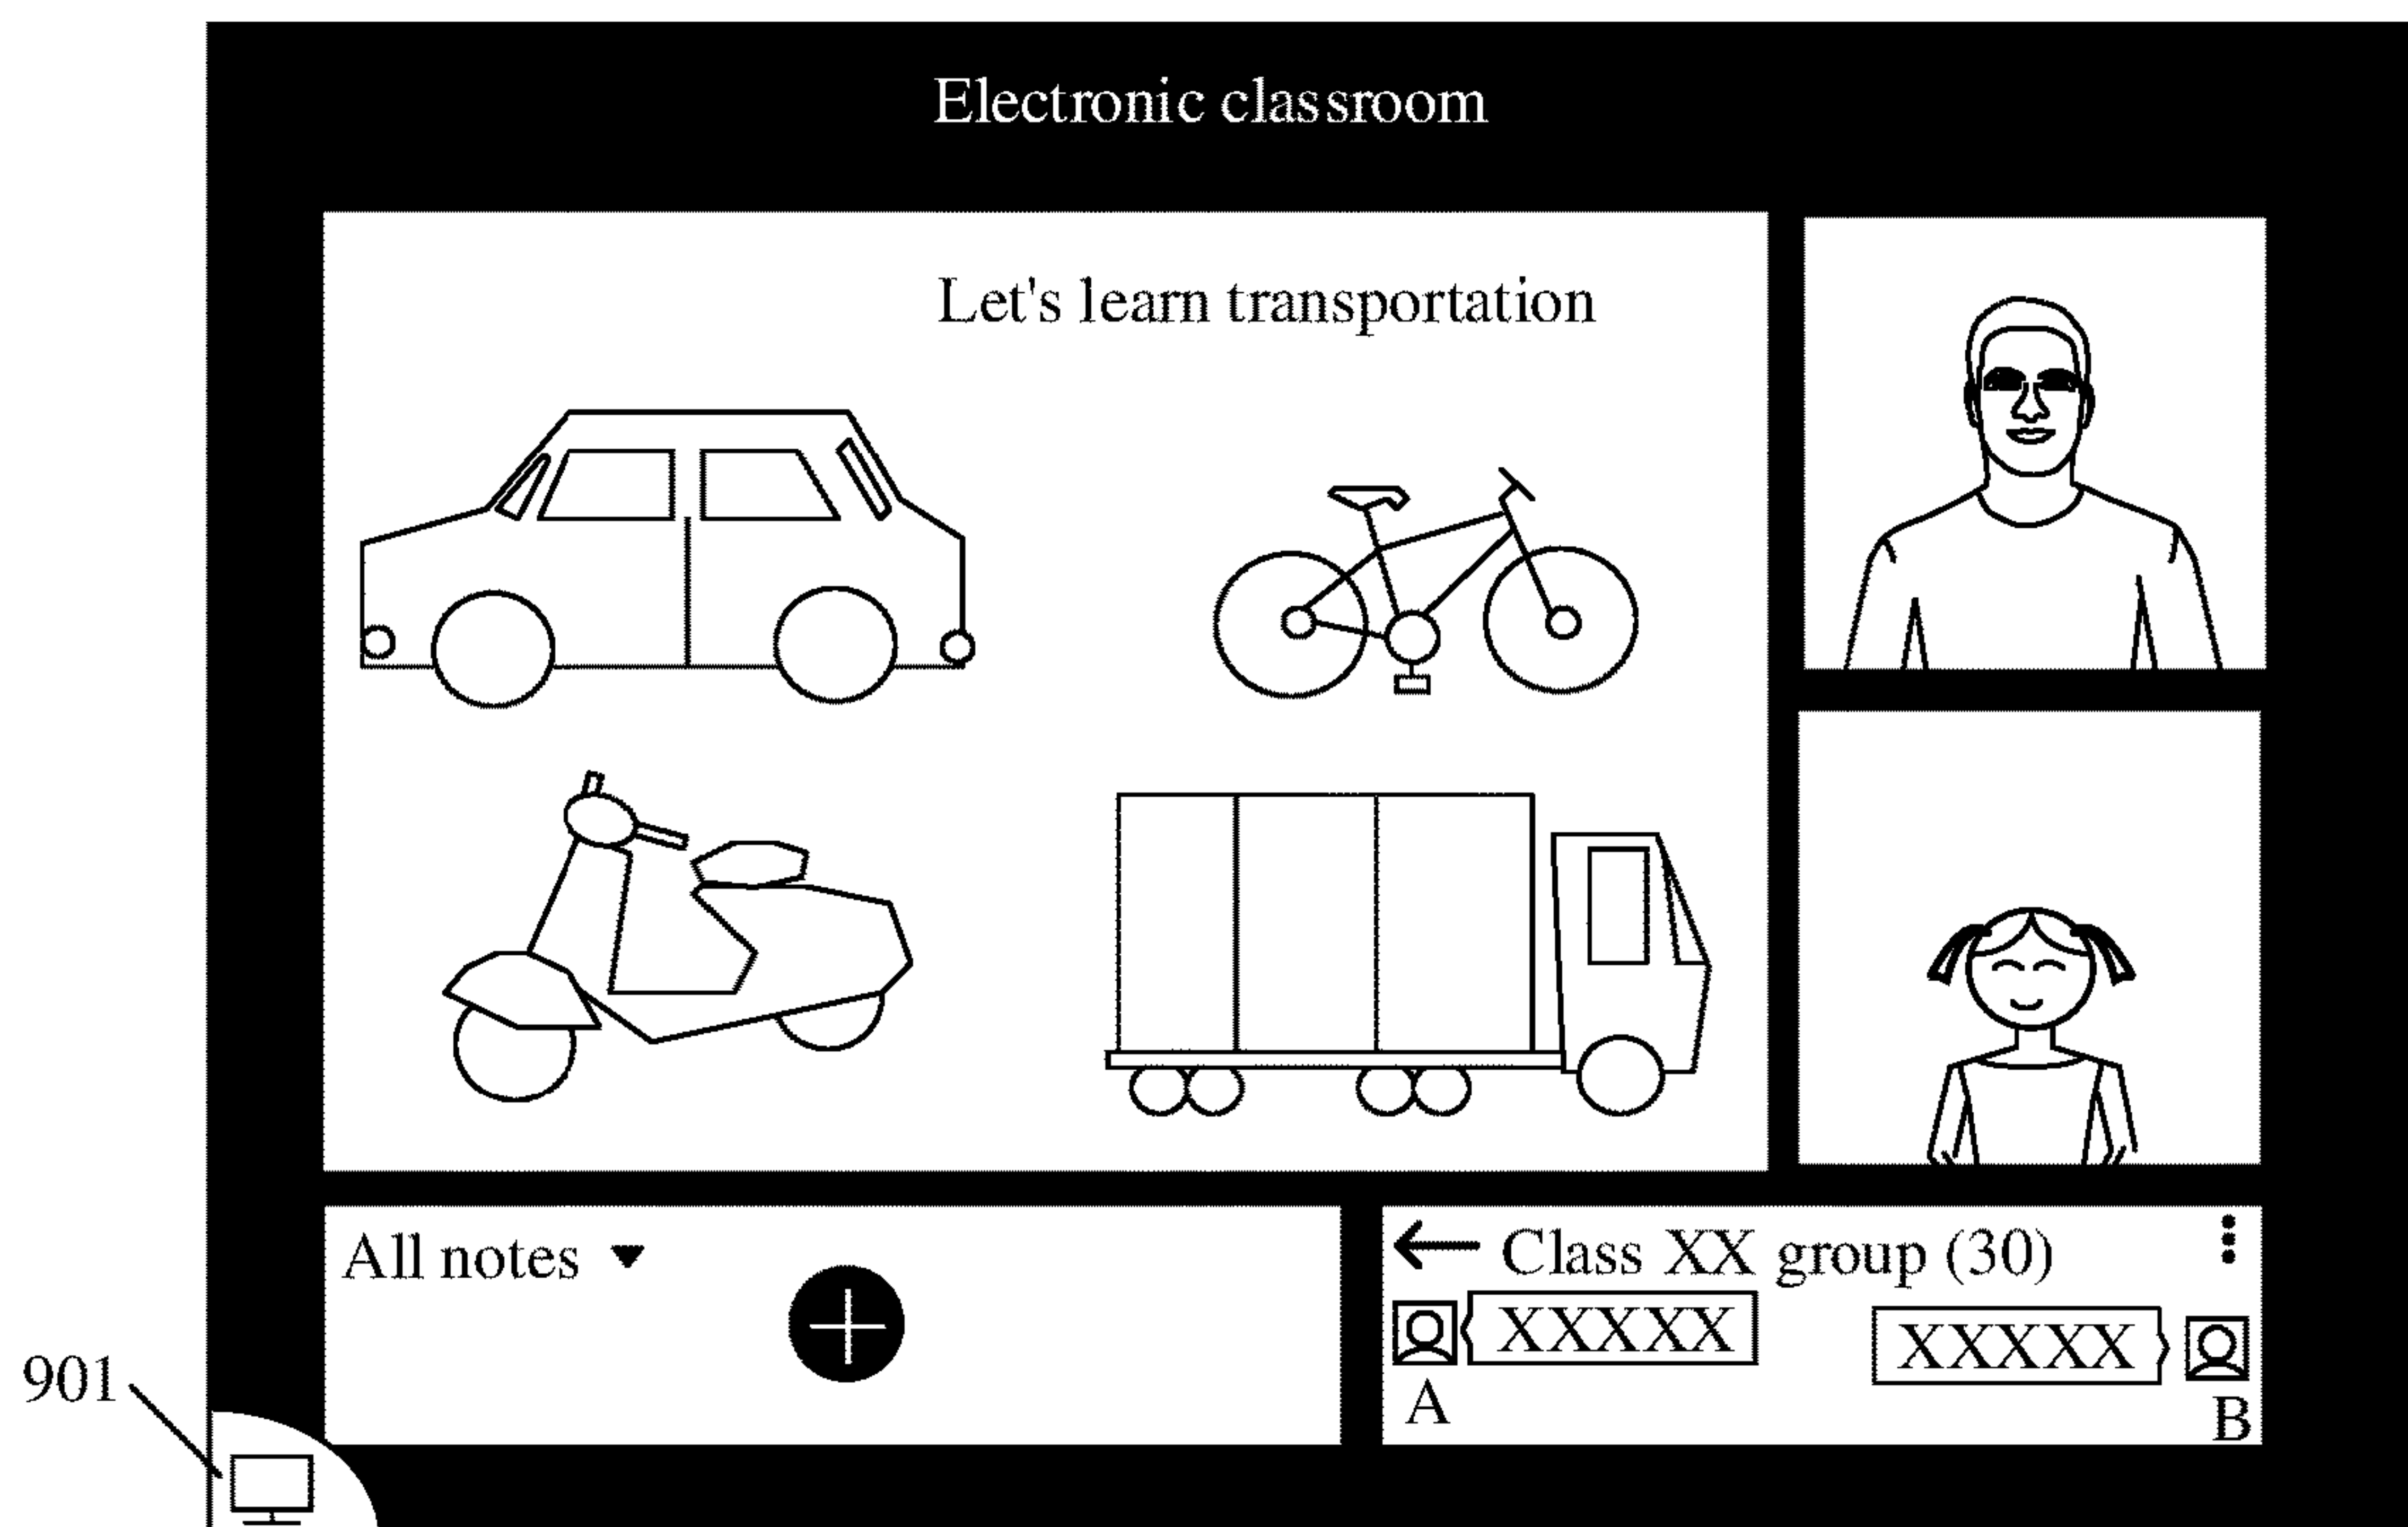 Electronic classroom
Let's learn transportation
All notes
Class XX group (30)
XXXXX
XXXXX
A
B
901